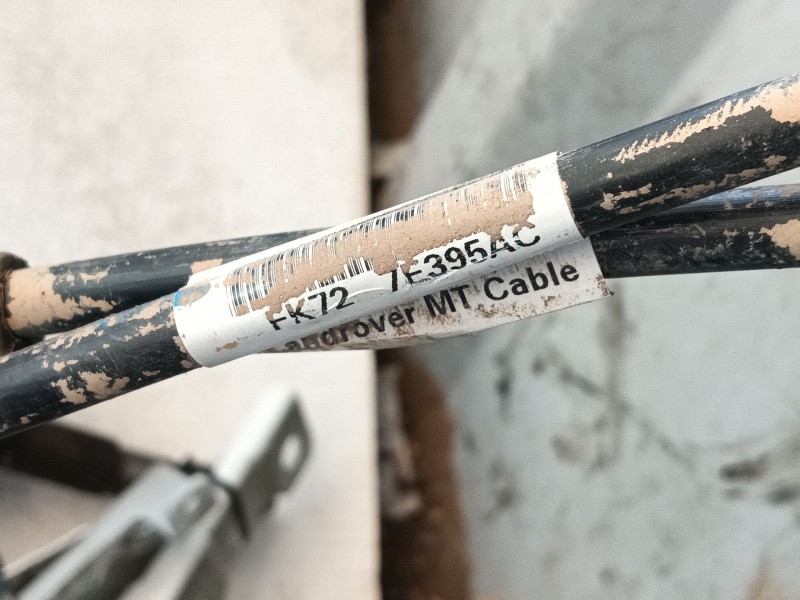 FK72 7E395AC
Landrover MT Cable